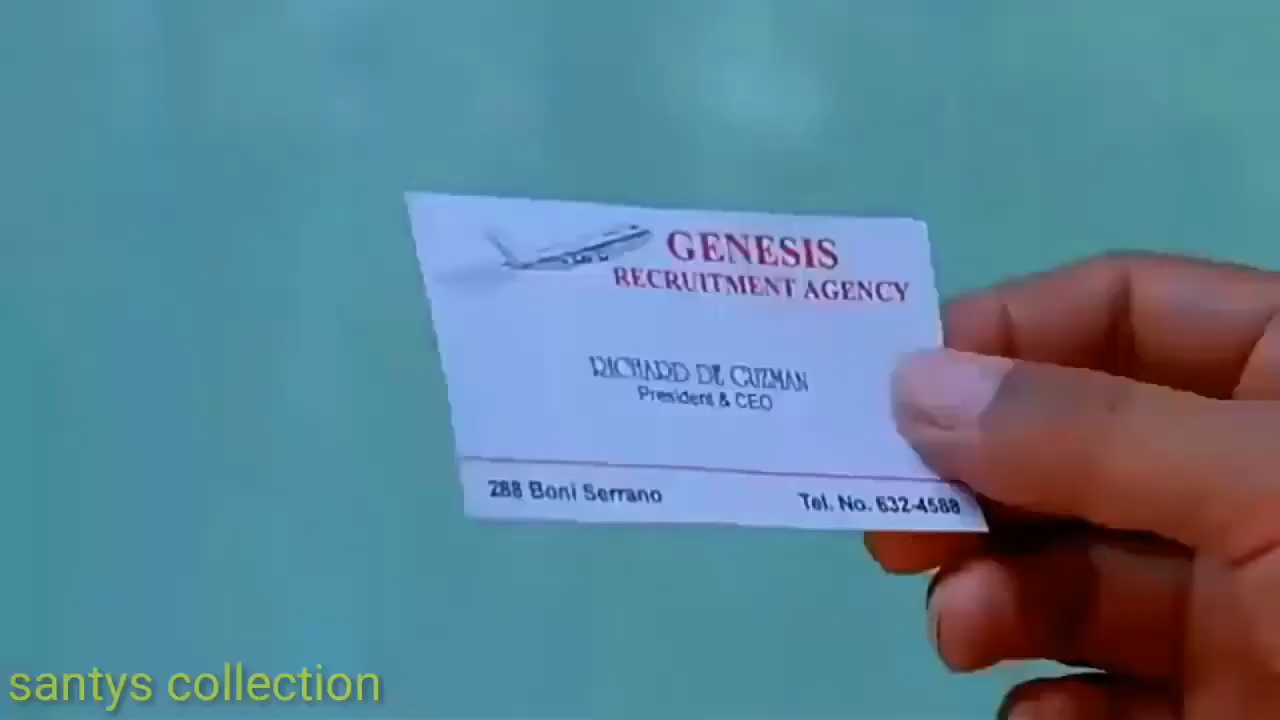 GENESIS
RECRUITMENT AGENCY
RICHARD DE GUZMAN
President & CEO
288 Boni Serrano
Tel. No. 632-4588
santys collection